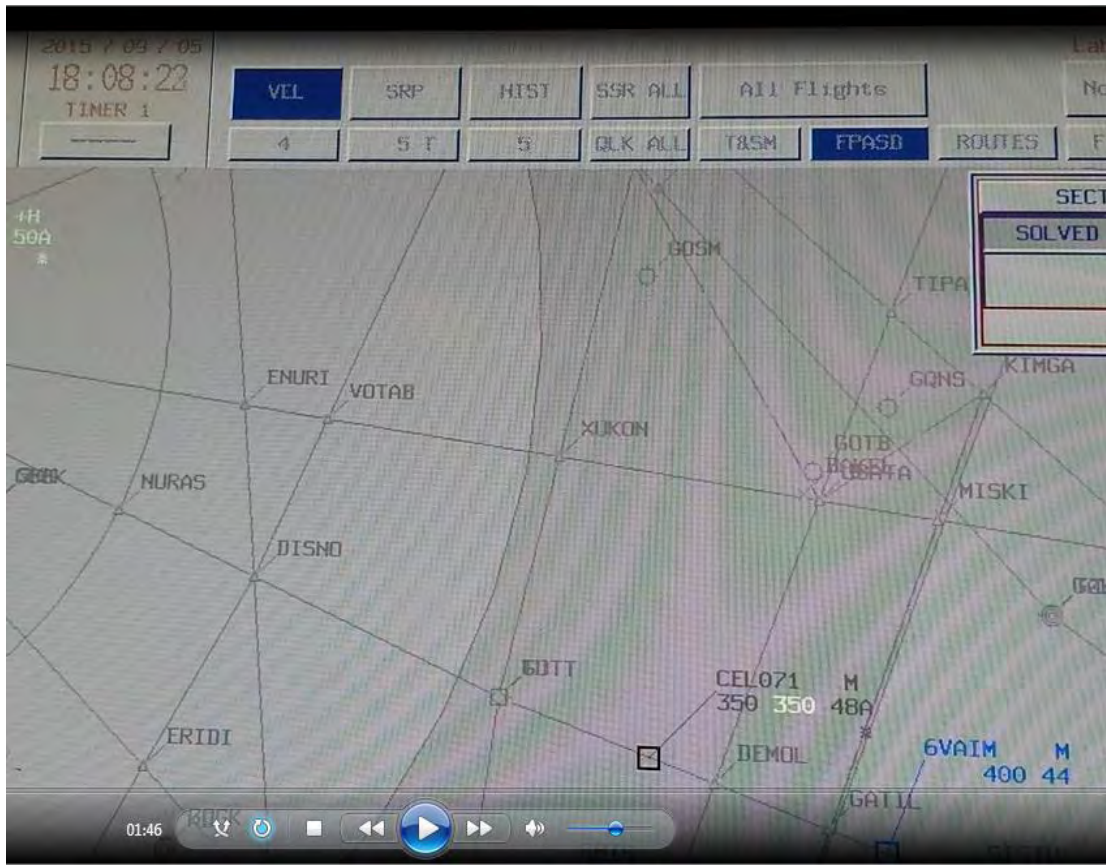 2015 / 09 / 05
18:08:22
TIMER 1
VEL
SRP
HIST
SSR ALL
All Flights
4
5 T
5
QLK ALL
T&SM
FPASD
ROUTES
F
+H
50A
SECT
SOLVED
GOSM
TIPA
KIMGA
ENURI
VOTAB
GQNS
XUKON
GOTB
NURAS
MISKI
DISNO
CEL071 M
350 350 48A
ERIDI
DEMOL
6VAIM M
400 44
GATIL
01:46